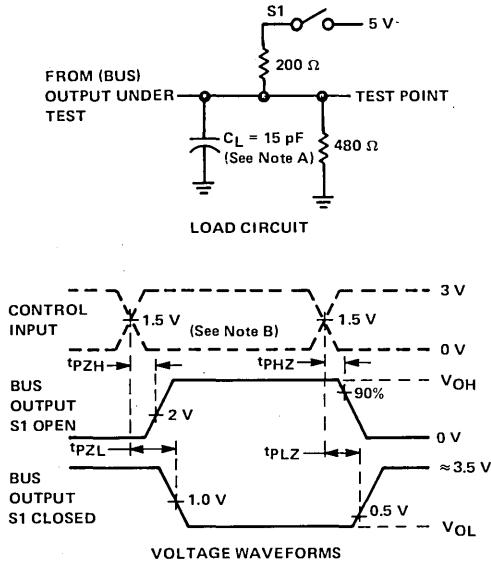 S1
5 V
200 Ω
FROM (BUS)
OUTPUT UNDER
TEST
TEST POINT
CL = 15 pF
(See Note A)
480 Ω
LOAD CIRCUIT
3 V
CONTROL
INPUT
1.5 V
(See Note B)
1.5 V
0 V
tPZH
tPHZ
VOH
BUS
OUTPUT
S1 OPEN
90%
2 V
0 V
tPZL
tPLZ
≈3.5 V
BUS
OUTPUT
S1 CLOSED
1.0 V
0.5 V
VOL
VOLTAGE WAVEFORMS